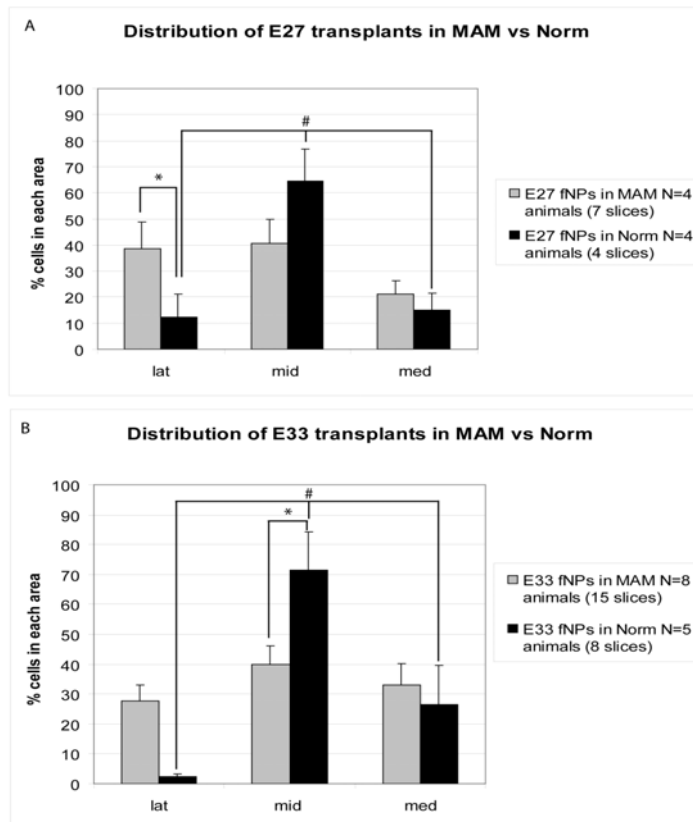 A
Distribution of E27 transplants in MAM vs Norm
100
90
80
70
60
50
40
30
20
10
0
% cells in each area
*
#
lat mid med
E27 fNPs in MAM N=4
animals (7 slices)
E27 fNPs in Norm N=4
animals (4 slices)
B
Distribution of E33 transplants in MAM vs Norm
100
90
80
70
60
50
40
30
20
10
0
% cells in each area
#
*
lat mid med
E33 fNPs in MAM N=8
animals (15 slices)
E33 fNPs in Norm N=5
animals (8 slices)